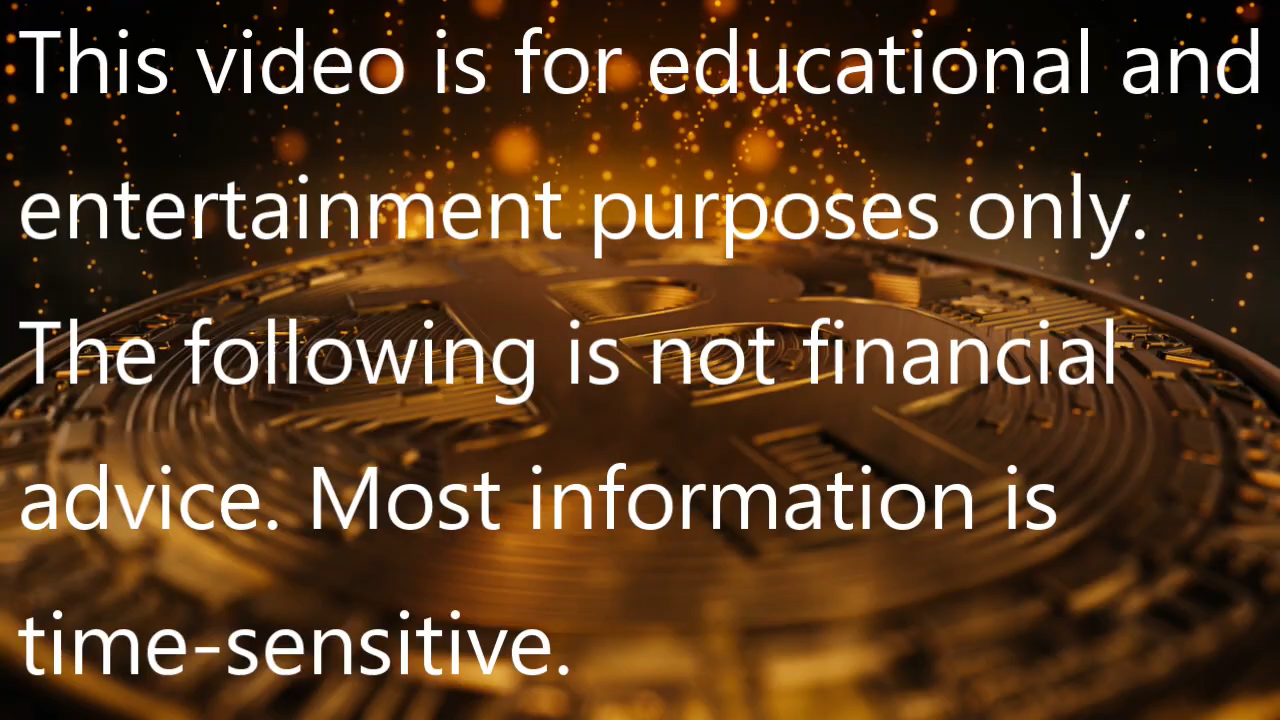 This video is for educational and
entertainment purposes only.
The following is not financial
advice. Most information is
time-sensitive.